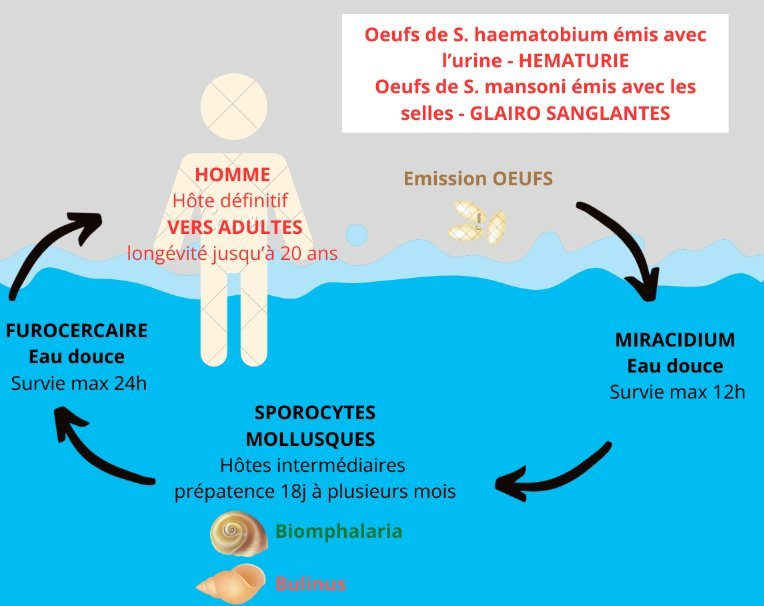 Oeufs de S. haematobium émis avec
l'urine - HEMATURIE
Oeufs de S. mansoni émis avec les
selles - GLAIRO SANGLANTES
HOMME
Hôte définitif
VERS ADULTES
longévité jusqu'à 20 ans
Emission OEUFS
FUROCERCAIRE
Eau douce
Survie max 24h
MIRACIDIUM
Eau douce
Survie max 12h
SPOROCYTES
MOLLUSQUES
Hôtes intermédiaires
prépatence 18j à plusieurs mois
Biomphalaria
Bulinus